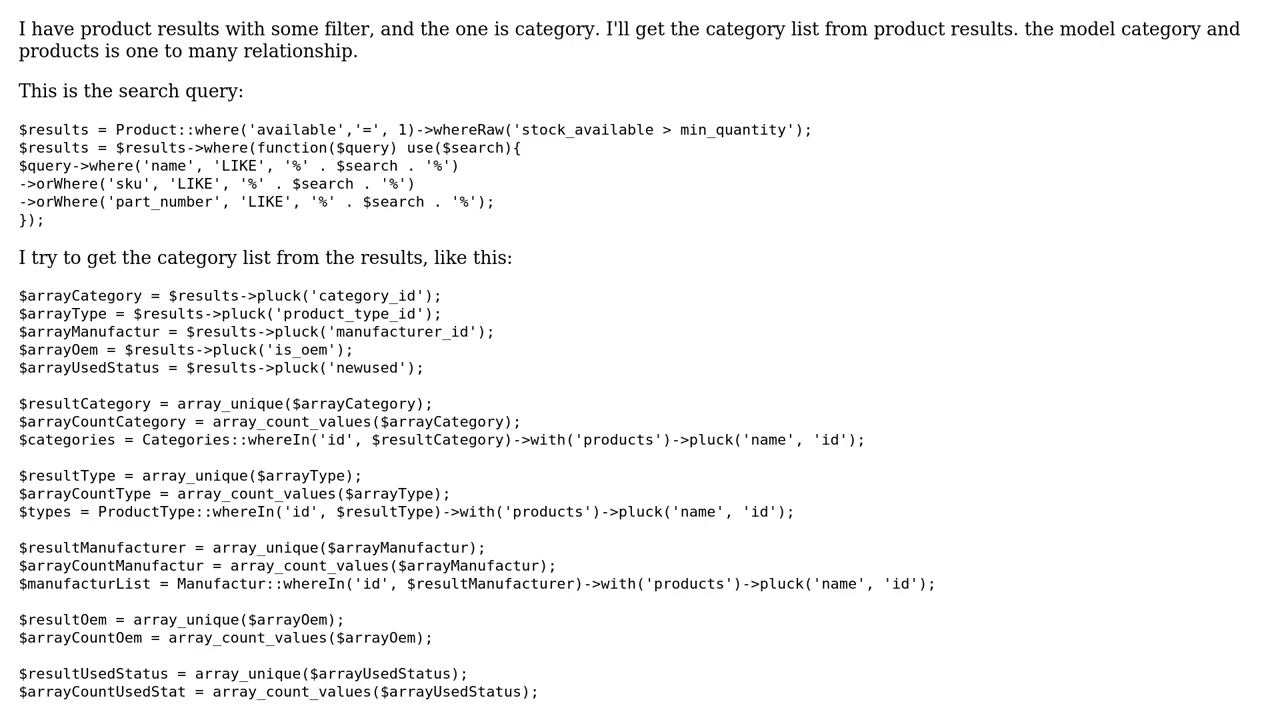 I have product results with some filter, and the one is category. I'll get the category list from product results. the model category and
products is one to many relationship.
This is the search query:
$results = Product::where('available','=', 1)->whereRaw('stock_available > min_quantity');
$results = $results->where(function($query) use($search){
$query->where('name', 'LIKE', '%' . $search . '%')
->orWhere('sku', 'LIKE', '%' . $search . '%')
->orWhere('part_number', 'LIKE', '%' . $search . '%');
});
I try to get the category list from the results, like this:
$arrayCategory = $results->pluck('category_id');
$arrayType = $results->pluck('product_type_id');
$arrayManufactur = $results->pluck('manufacturer_id');
$arrayOem = $results->pluck('is_oem');
$arrayUsedStatus = $results->pluck('newused');
$resultCategory = array_unique($arrayCategory);
$arrayCountCategory = array_count_values($arrayCategory);
$categories = Categories::whereIn('id', $resultCategory)->with('products')->pluck('name', 'id');
$resultType = array_unique($arrayType);
$arrayCountType = array_count_values($arrayType);
$types = ProductType::whereIn('id', $resultType)->with('products')->pluck('name', 'id');
$resultManufacturer = array_unique($arrayManufactur);
$arrayCountManufactur = array_count_values($arrayManufactur);
$manufacturList = Manufactur::whereIn('id', $resultManufacturer)->with('products')->pluck('name', 'id');
$resultOem = array_unique($arrayOem);
$arrayCountOem = array_count_values($arrayOem);
$resultUsedStatus = array_unique($arrayUsedStatus);
$arrayCountUsedStat = array_count_values($arrayUsedStatus);